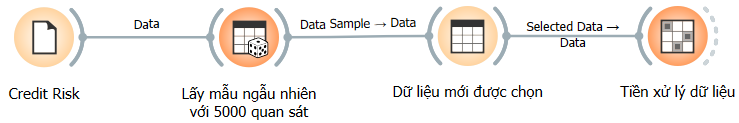 Data
Data Sample → Data
Selected Data →
Data
Credit Risk
Lấy mẫu ngẫu nhiên
với 5000 quan sát
Dữ liệu mới được chọn
Tiền xử lý dữ liệu